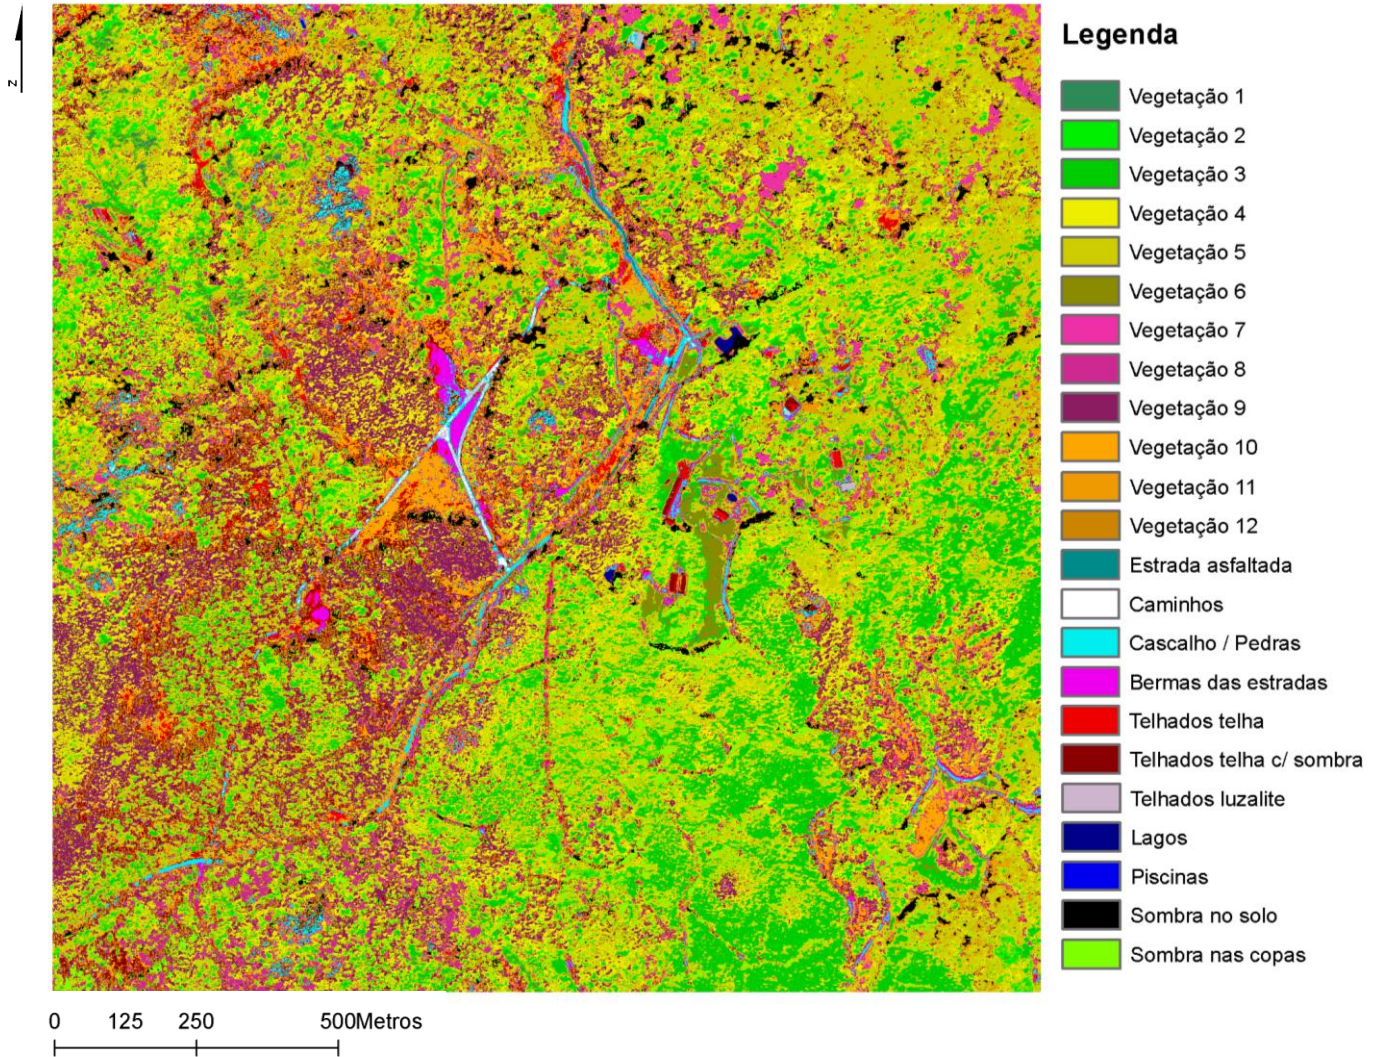 N
Legenda
Vegetação 1
Vegetação 2
Vegetação 3
Vegetação 4
Vegetação 5
Vegetação 6
Vegetação 7
Vegetação 8
Vegetação 9
Vegetação 10
Vegetação 11
Vegetação 12
Estrada asfaltada
Caminhos
Cascalho / Pedras
Bermas das estradas
Telhados telha
Telhados telha c/ sombra
Telhados luzalite
Lagos
Piscinas
Sombra no solo
Sombra nas copas
0 125 250 500Metros